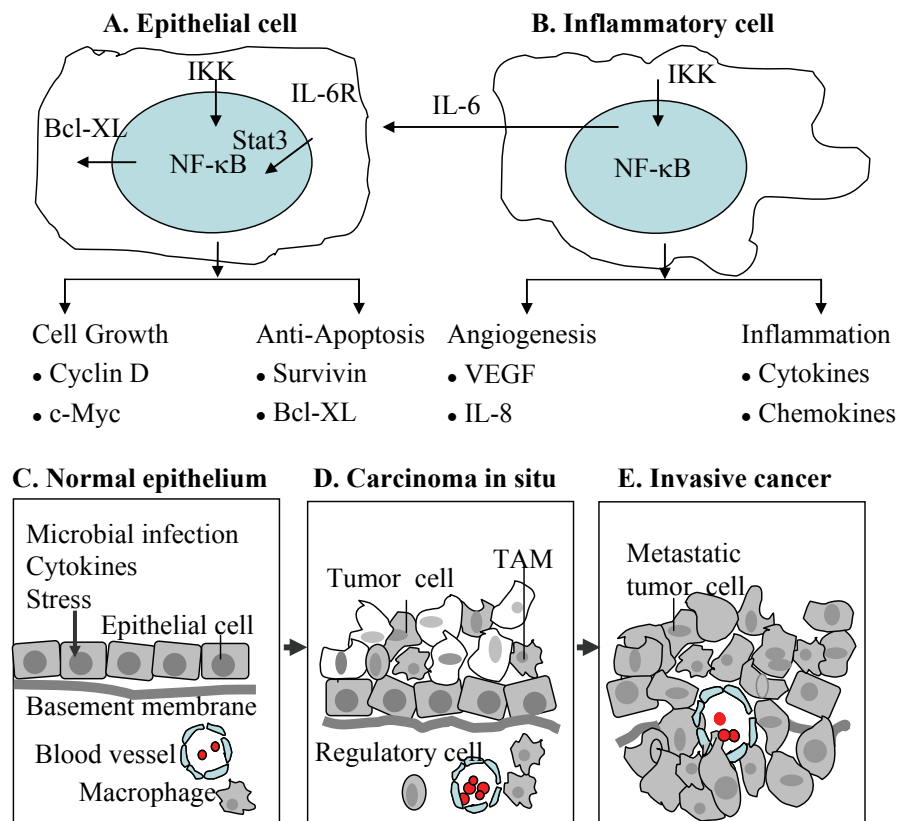 A. Epithelial cell
B. Inflammatory cell
IKK
IL-6R
Bcl-XL
Stat3
NF-κB
IL-6
IKK
NF-κB
Cell Growth
• Cyclin D
• c-Myc
Anti-Apoptosis
• Survivin
• Bcl-XL
Angiogenesis
• VEGF
• IL-8
Inflammation
• Cytokines
• Chemokines
C. Normal epithelium
Microbial infection
Cytokines
Stress
Epithelial cell
Basement membrane
Blood vessel
Macrophage
D. Carcinoma in situ
TAM
Tumor cell
Regulatory cell
E. Invasive cancer
Metastatic
tumor cell